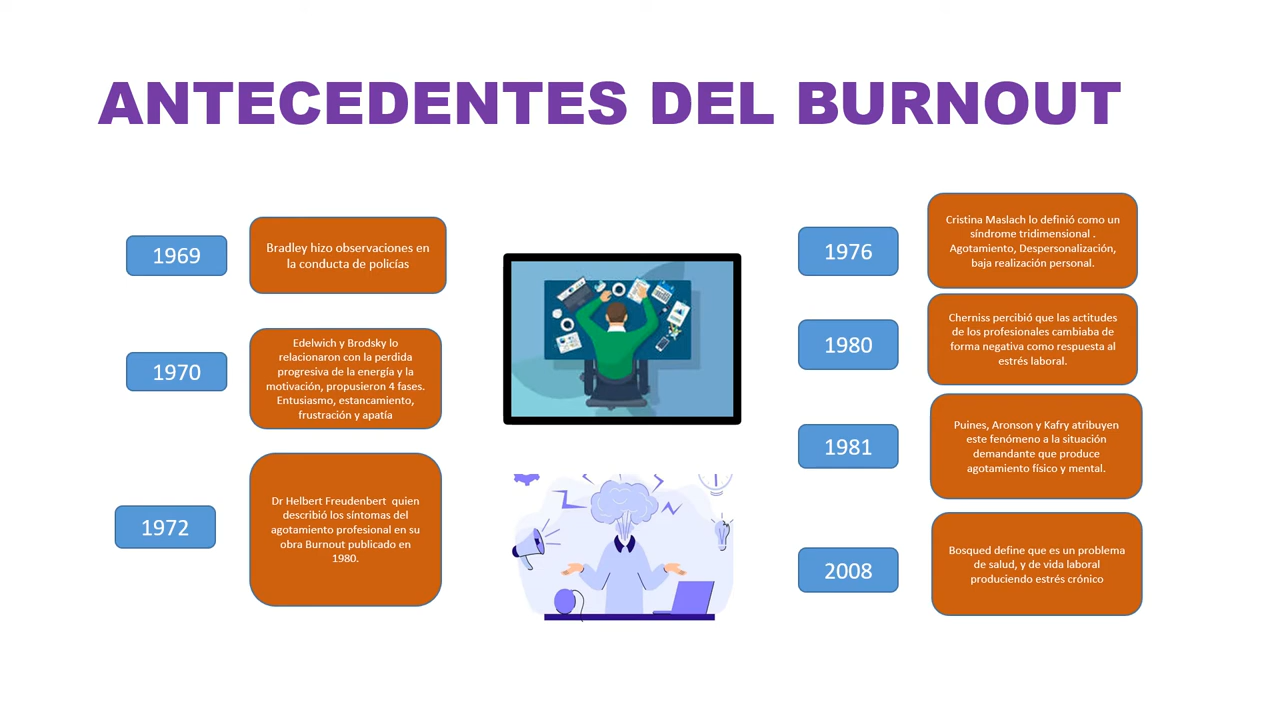 ANTECEDENTES DEL BURNOUT
1969
Bradley hizo observaciones en
la conducta de policías
1970
Edelwich y Brodsky lo
relacionaron con la perdida
progresiva de la energía y la
motivación, propusieron 4 fases.
Entusiasmo, estancamiento,
frustración y apatía
1972
Dr Helbert Freudenbert quien
describió los síntomas del
agotamiento profesional en su
obra Burnout publicado en
1980.
1976
Cristina Maslach lo definió como un
síndrome tridimensional .
Agotamiento, Despersonalización,
baja realización personal.
1980
Cherniss percibió que las actitudes
de los profesionales cambiaba de
forma negativa como respuesta al
estrés laboral.
1981
Puines, Aronson y Kafry atribuyen
este fenómeno a la situación
demandante que produce
agotamiento físico y mental.
2008
Bosqued define que es un problema
de salud, y de vida laboral
produciendo estrés crónico